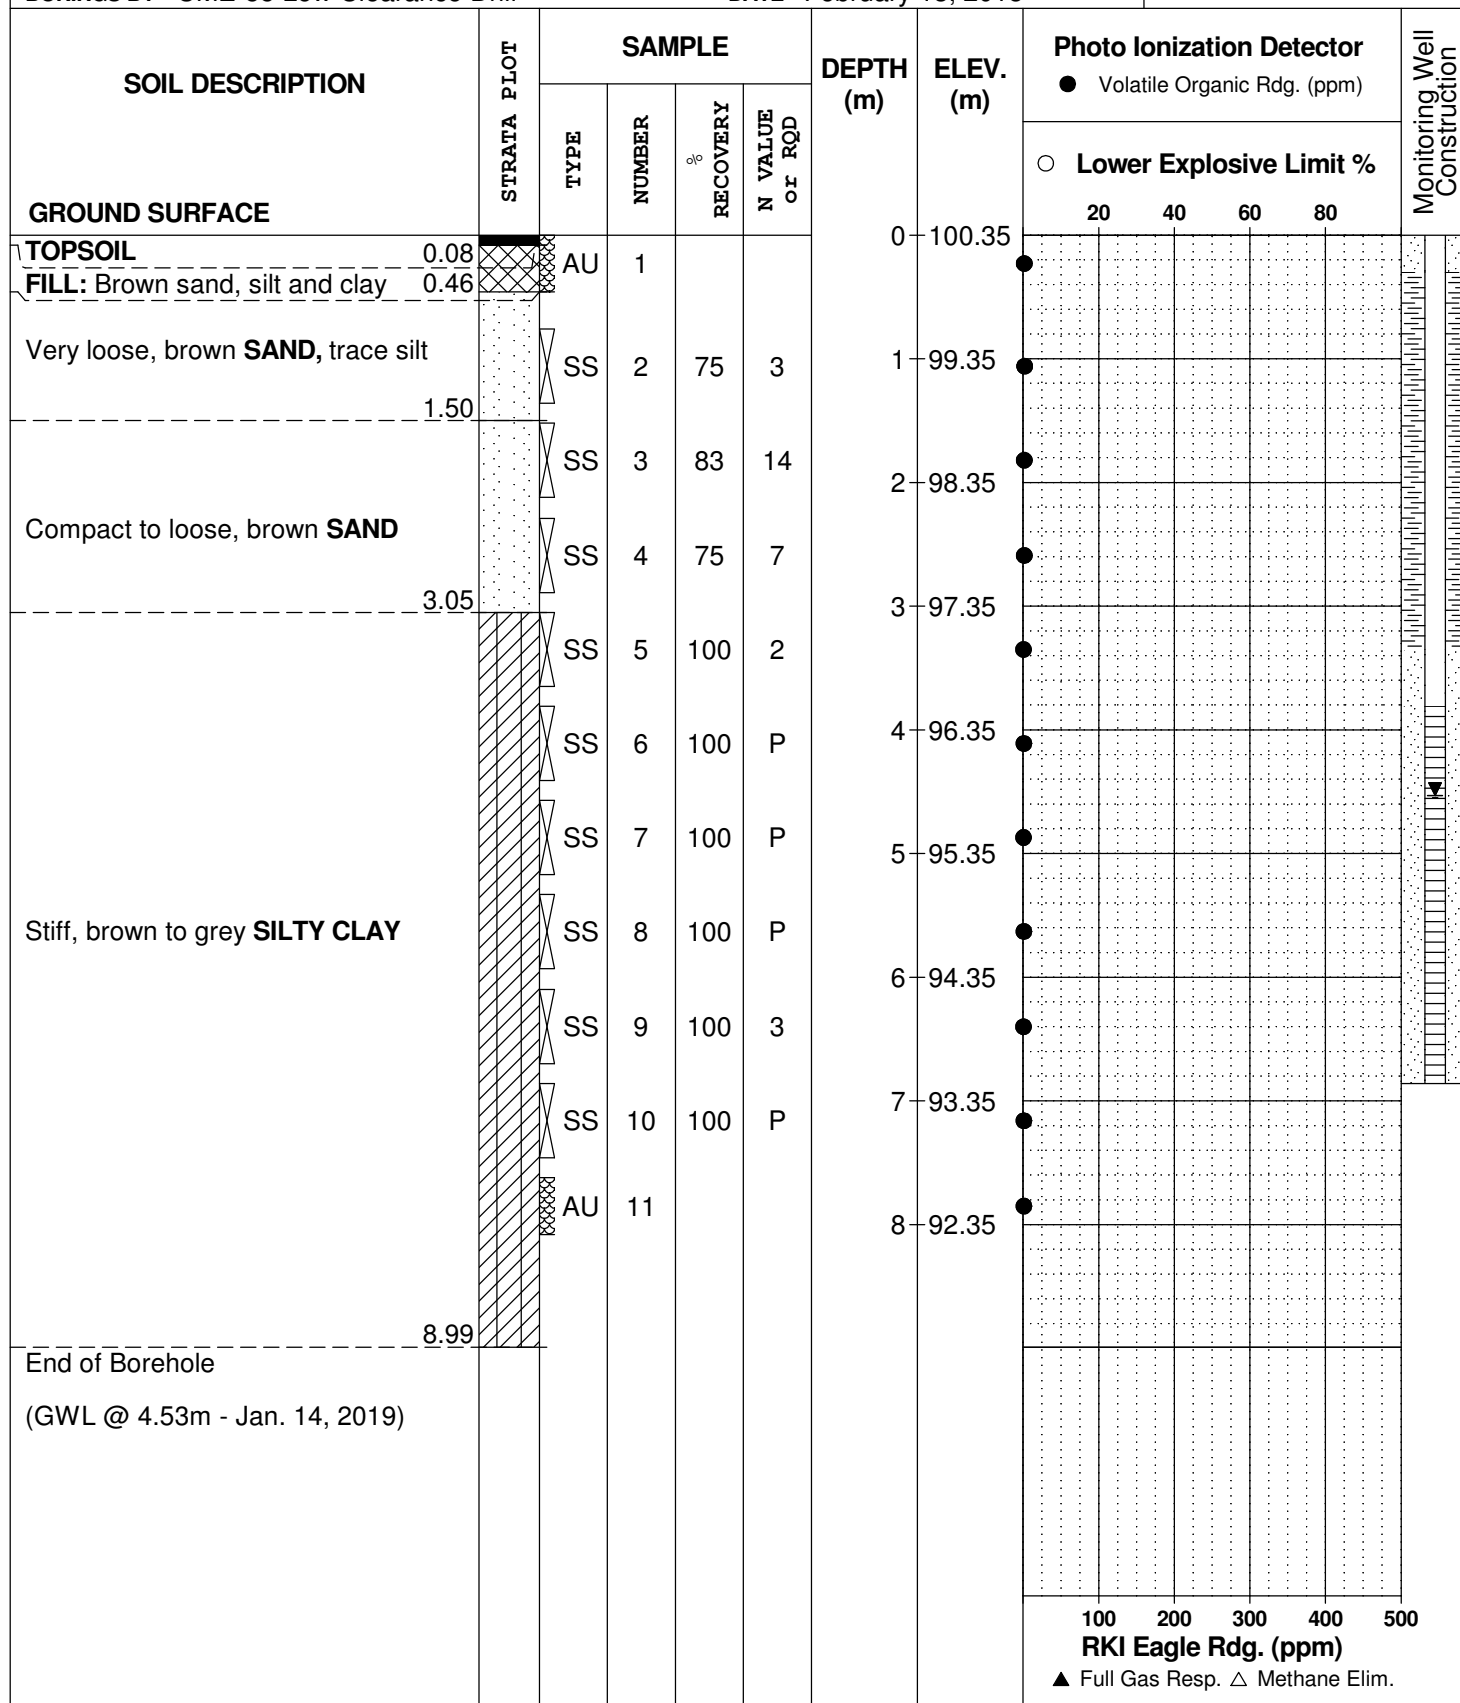 SOIL DESCRIPTION
GROUND SURFACE
STRATA PLOT
SAMPLE
TYPE
NUMBER
% RECOVERY
N VALUE or RQD
DEPTH (m)
ELEV. (m)
Photo Ionization Detector
● Volatile Organic Rdg. (ppm)
○ Lower Explosive Limit %
20 40 60 80
Monitoring Well Construction
TOPSOIL 0.08
FILL: Brown sand, silt and clay 0.46
Very loose, brown SAND, trace silt
1.50
Compact to loose, brown SAND
3.05
Stiff, brown to grey SILTY CLAY
8.99
End of Borehole
(GWL @ 4.53m - Jan. 14, 2019)
AU 1
SS 2 75 3
SS 3 83 14
SS 4 75 7
SS 5 100 2
SS 6 100 P
SS 7 100 P
SS 8 100 P
SS 9 100 3
SS 10 100 P
AU 11
0 100.35
1 99.35
2 98.35
3 97.35
4 96.35
5 95.35
6 94.35
7 93.35
8 92.35
100 200 300 400 500
RKI Eagle Rdg. (ppm)
▲ Full Gas Resp. △ Methane Elim.